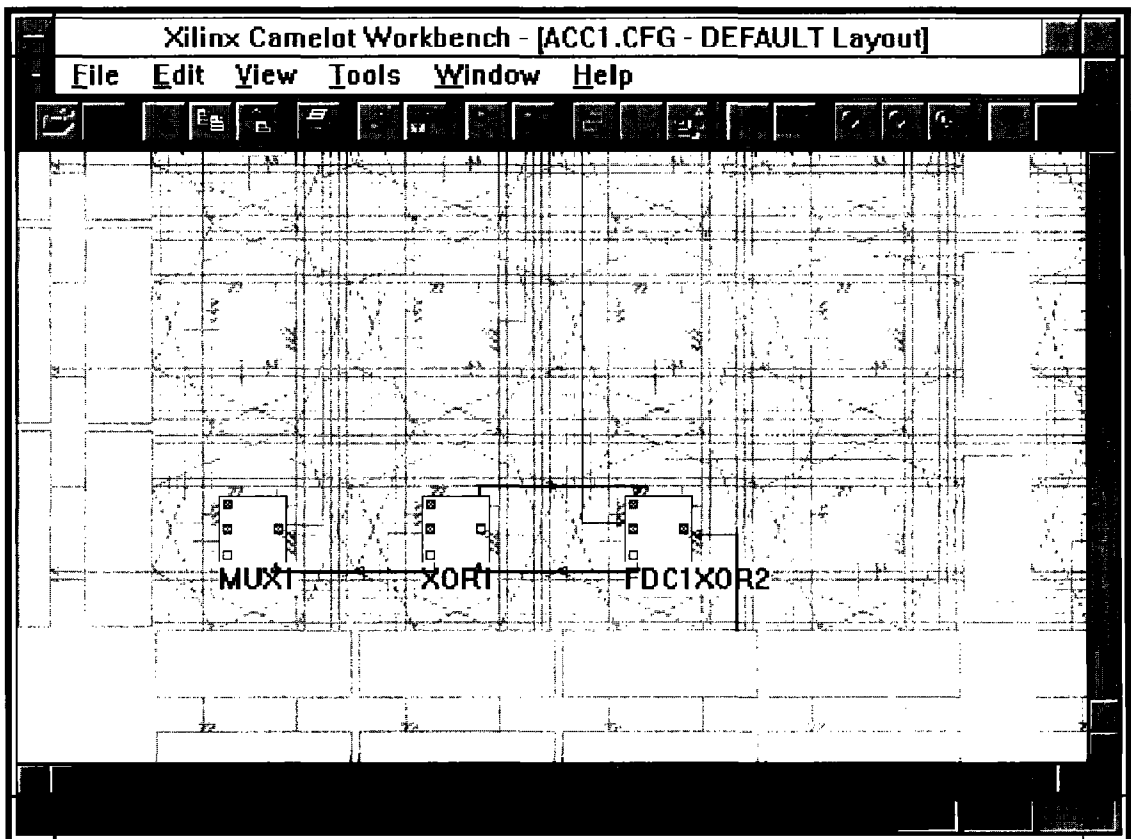 Xilinx Camelot Workbench - [ACC1.CFG - DEFAULT Layout]
File Edit View Tools Window Help
MUX1 XOR1 FDC1XOR2